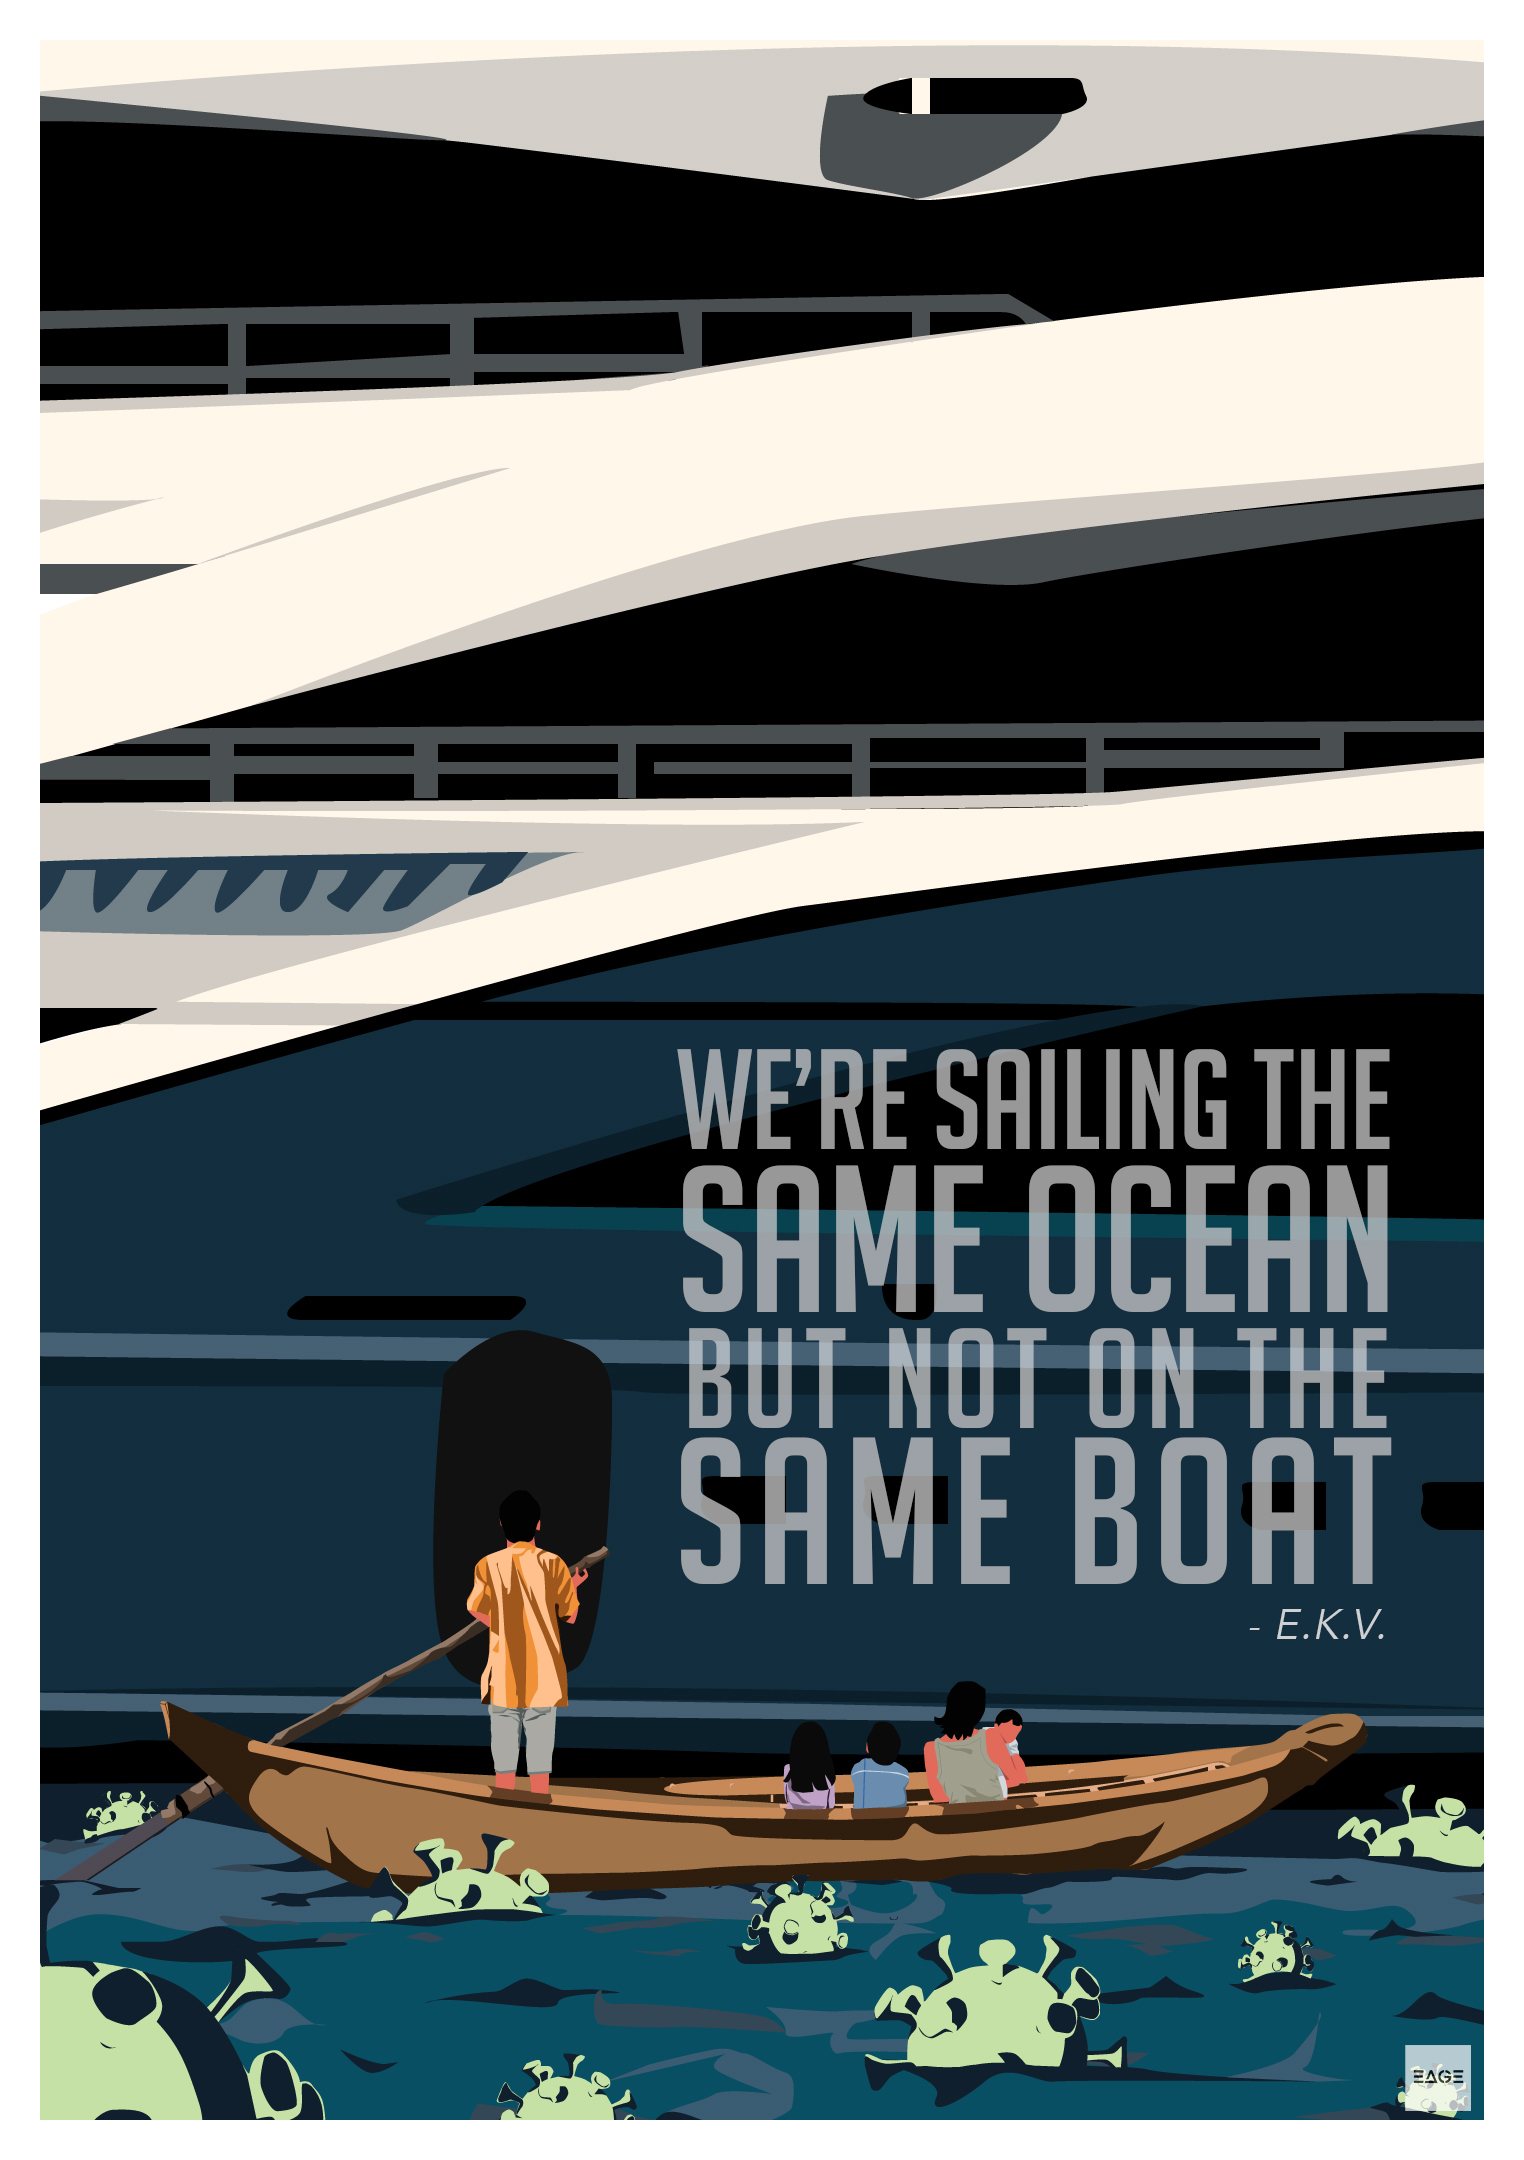 WE’RE SAILING THE
SAME OCEAN
BUT NOT ON THE
SAME BOAT
- E.K.V.
EAGE